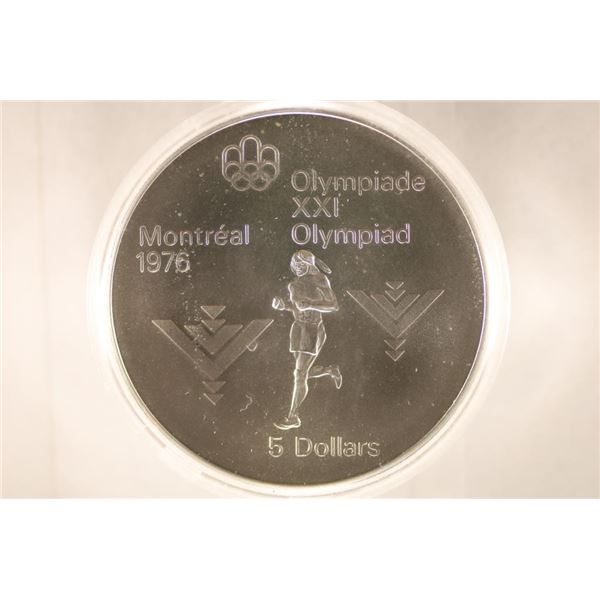 Olympiade
XXI
Olympiad
Montréal
1976
5 Dollars